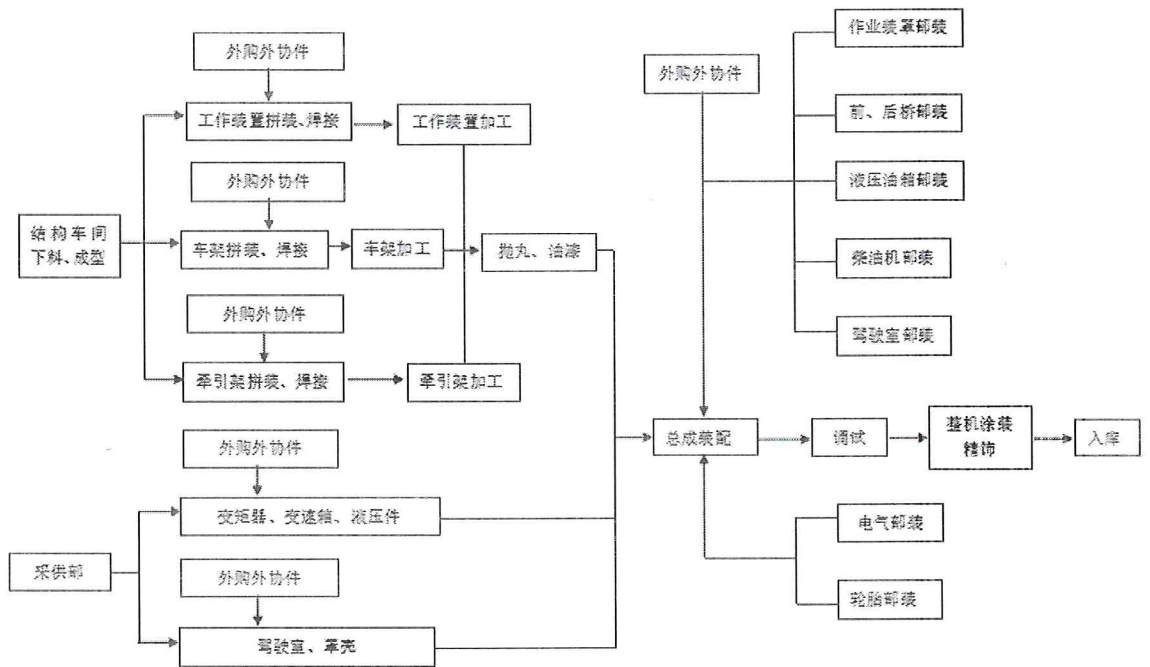 外购外协件
工作装置拼装、焊接
工作装置加工
外购外协件
结构车间
下料、成型
车架拼装、焊接
车架加工
抛丸、油漆
外购外协件
牵引架拼装、焊接
牵引架加工
外购外协件
变矩器、变速箱、液压件
采供部
外购外协件
驾驶室、罩壳
外购外协件
作业装罩部装
前、后桥部装
液压油箱部装
柴油机部装
驾驶室部装
总成装配
调试
整机涂装
精饰
入库
电气部装
轮胎部装